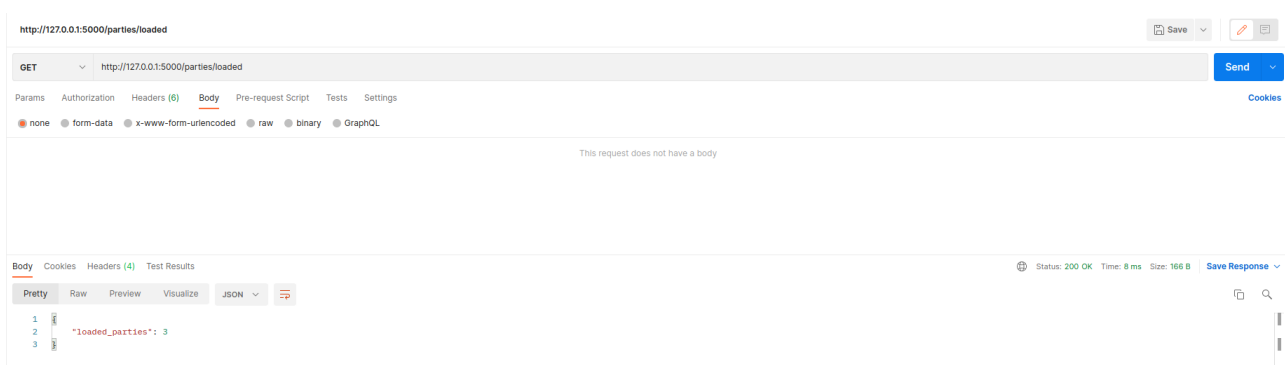 http://127.0.0.1:5000/parties/loaded Save
GET http://127.0.0.1:5000/parties/loaded Send
Params Authorization Headers (6) Body Pre-request Script Tests Settings Cookies
none form-data x-www-form-urlencoded raw binary GraphQL
This request does not have a body
Body Cookies Headers (4) Test Results Status: 200 OK Time: 8 ms Size: 166 B Save Response
Pretty Raw Preview Visualize JSON
1 {
2 "loaded_parties": 3
3 }